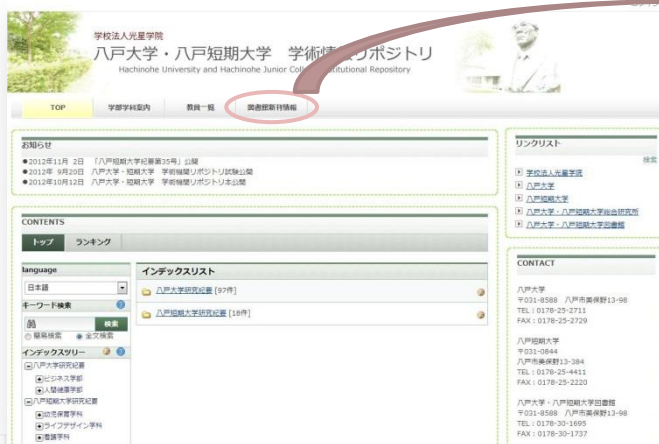 学校法人光星学院
八戸大学・八戸短期大学 学術情報リポジトリ
Hachinohe University and Hachinohe Junior College Institutional Repository
TOP 学部学科案内 教員一覧 図書館新刊情報
お知らせ
●2012年11月 2日 「八戸短期大学紀要第35号」公開
●2012年 9月20日 八戸大学・短期大学 学術機関リポジトリ試験公開
●2012年10月12日 八戸大学・短期大学 学術機関リポジトリ本公開
CONTENTS
トップ ランキング
language
日本語
キーワード検索
検索
簡易検索 全文検索
インデックスツリー
八戸大学研究紀要
ビジネス学部
人間健康学部
八戸短期大学研究紀要
幼児保育学科
ライフデザイン学科
看護学科
インデックスリスト
八戸大学研究紀要 [97件]
八戸短期大学研究紀要 [18件]
リンクリスト
検索
学校法人光星学院
八戸大学
八戸短期大学
八戸大学・八戸短期大学総合研究所
八戸大学・八戸短期大学図書館
CONTACT
八戸大学
〒031-8588 八戸市美保野13-98
TEL : 0178-25-2711
FAX : 0178-25-2729
八戸短期大学
〒031-0844
八戸市美保野13-384
TEL : 0178-25-4411
FAX : 0178-25-2220
八戸大学・八戸短期大学図書館
〒031-8588 八戸市美保野13-98
TEL : 0178-30-1695
FAX : 0178-30-1737